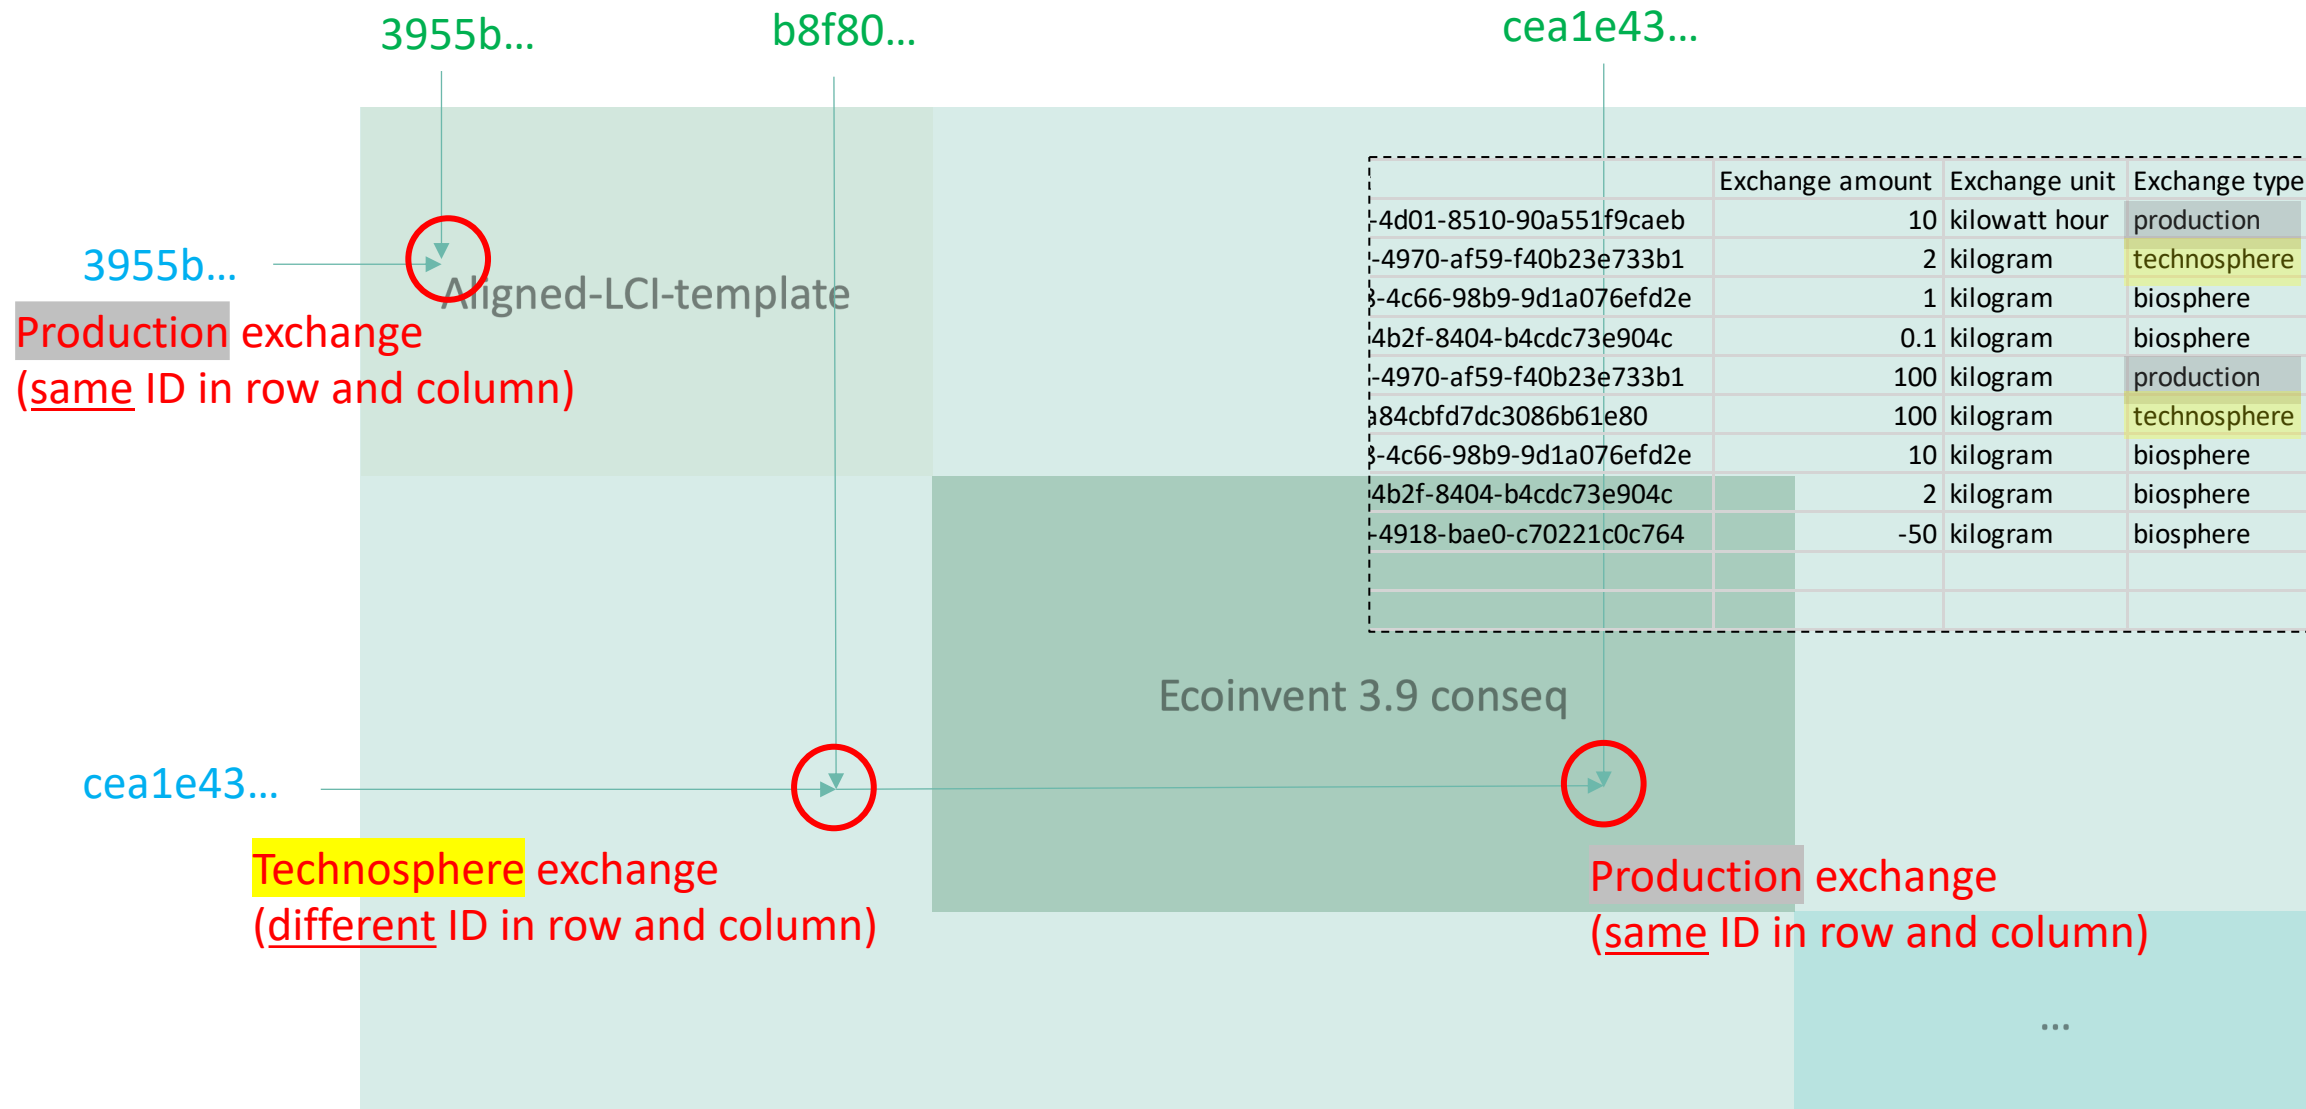 3955b...
b8f80...
cea1e43...
3955b...
Production exchange
(same ID in row and column)
Aligned-LCI-template
Exchange amount Exchange unit Exchange type
-4d01-8510-90a551f9caeb 10 kilowatt hour production
-4970-af59-f40b23e733b1 2 kilogram technosphere
-4c66-98b9-9d1a076efd2e 1 kilogram biosphere
4b2f-8404-b4cdc73e904c 0.1 kilogram biosphere
-4970-af59-f40b23e733b1 100 kilogram production
a84cbfd7dc3086b61e80 100 kilogram technosphere
-4c66-98b9-9d1a076efd2e 10 kilogram biosphere
4b2f-8404-b4cdc73e904c 2 kilogram biosphere
-4918-bae0-c70221c0c764 -50 kilogram biosphere
Ecoinvent 3.9 conseq
cea1e43...
Technosphere exchange
(different ID in row and column)
Production exchange
(same ID in row and column)
...